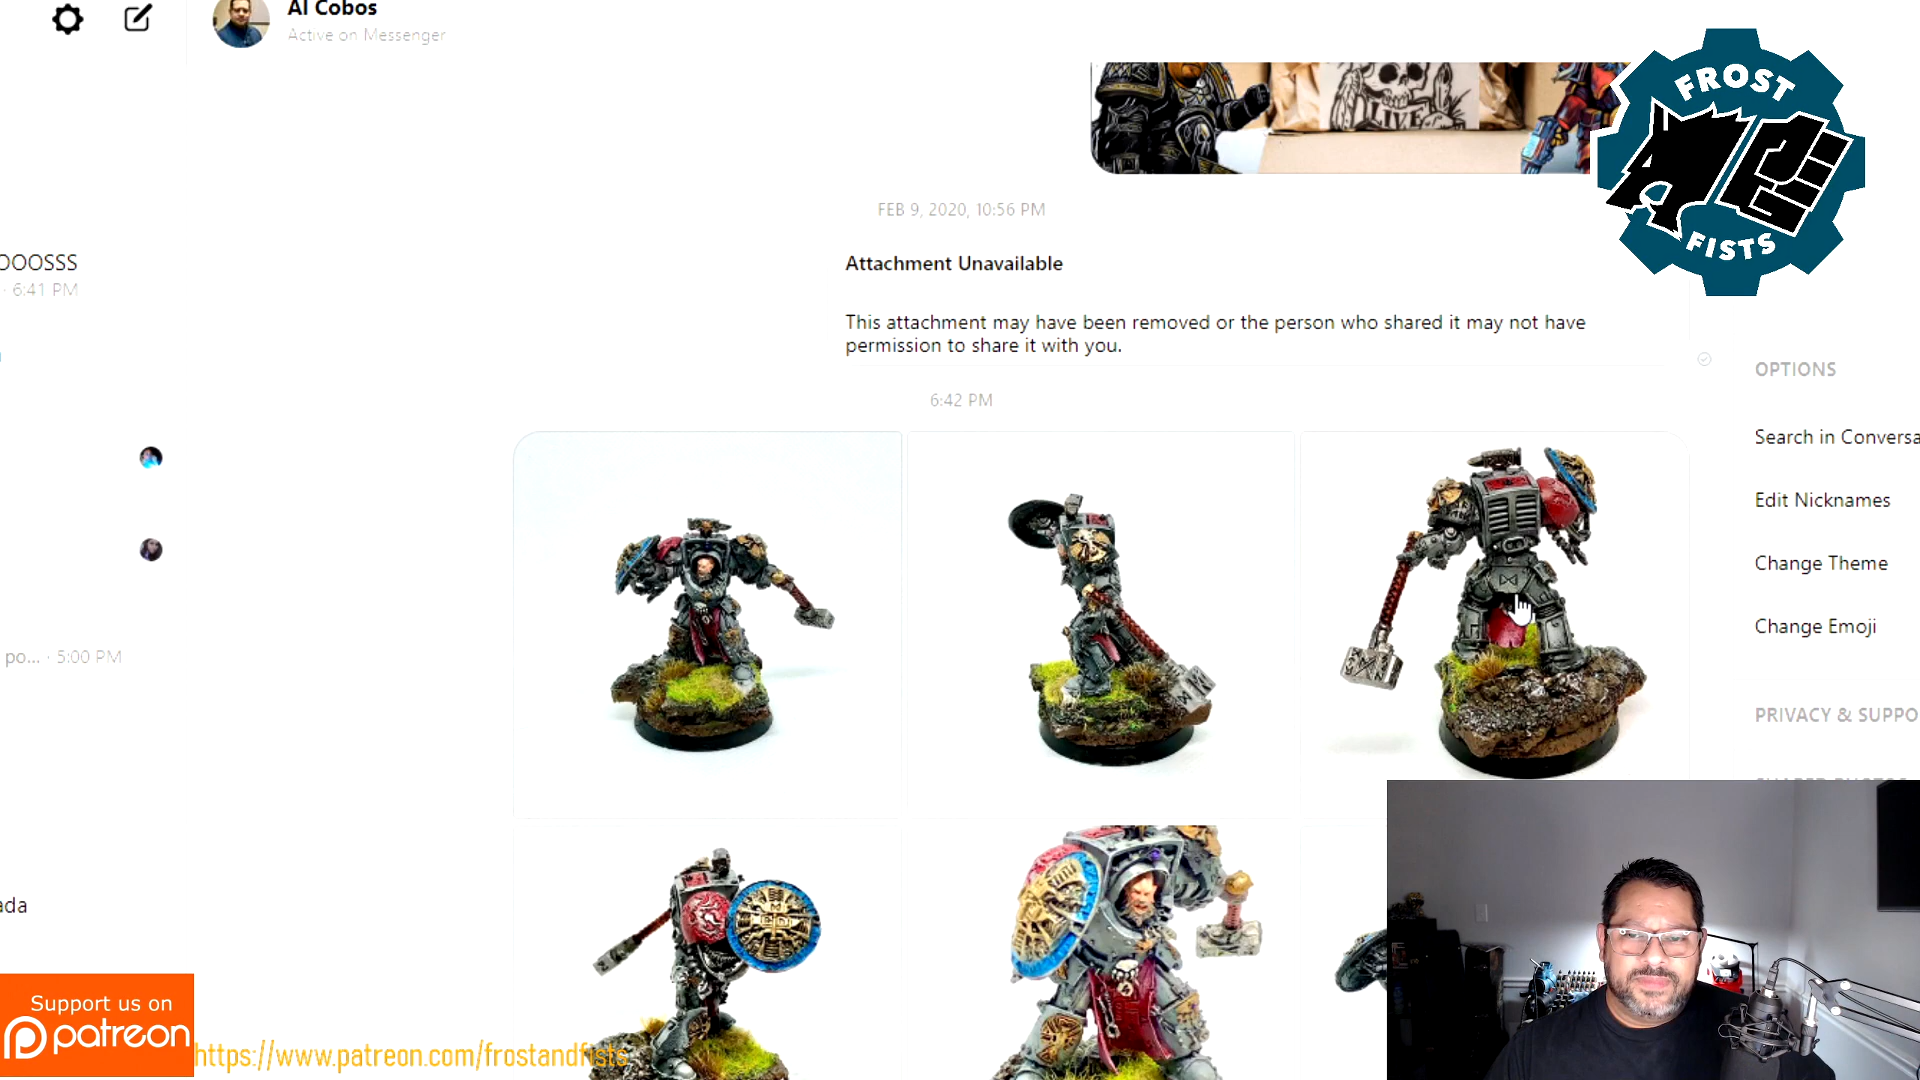 Al Cobos
Active on Messenger
FROST
FISTS
LIVE
FEB 9, 2020, 10:56 PM
OOOSSS
· 6:41 PM
Attachment Unavailable
This attachment may have been removed or the person who shared it may not have
permission to share it with you.
OPTIONS
6:42 PM
Search in Conversa
Edit Nicknames
Change Theme
Change Emoji
po... · 5:00 PM
PRIVACY & SUPPO
ada
Support us on
patreon
https://www.patreon.com/frostandfists